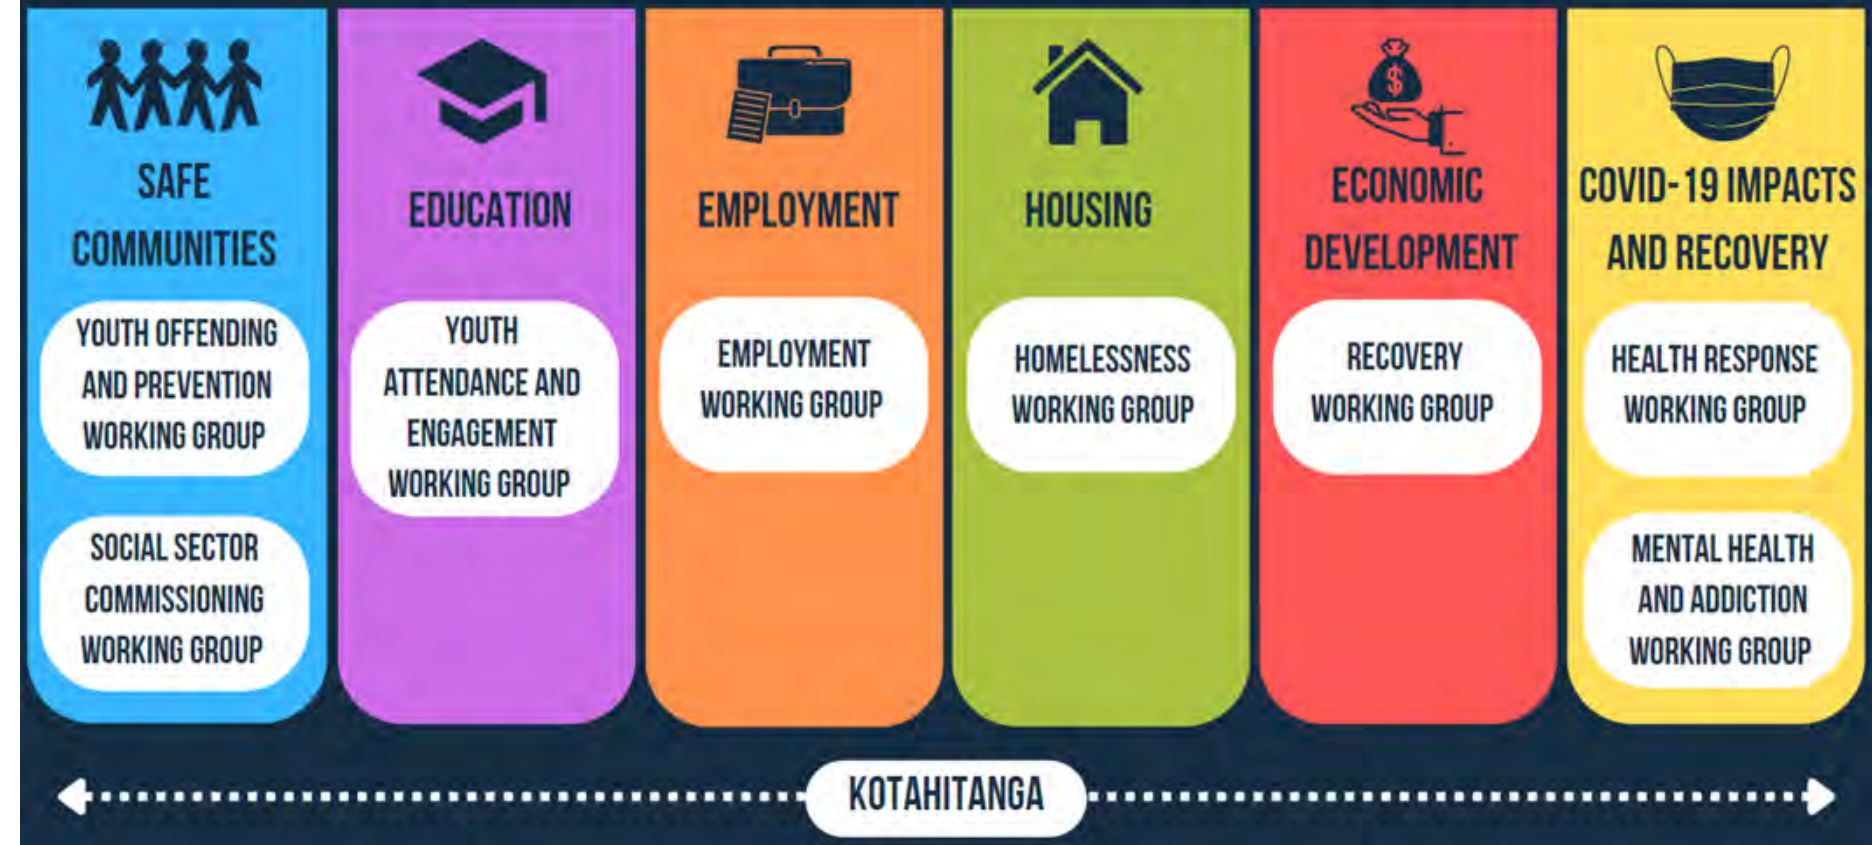 SAFE
COMMUNITIES
YOUTH OFFENDING
AND PREVENTION
WORKING GROUP
SOCIAL SECTOR
COMMISSIONING
WORKING GROUP
EDUCATION
YOUTH
ATTENDANCE AND
ENGAGEMENT
WORKING GROUP
EMPLOYMENT
EMPLOYMENT
WORKING GROUP
HOUSING
HOMELESSNESS
WORKING GROUP
$
ECONOMIC
DEVELOPMENT
RECOVERY
WORKING GROUP
COVID-19 IMPACTS
AND RECOVERY
HEALTH RESPONSE
WORKING GROUP
MENTAL HEALTH
AND ADDICTION
WORKING GROUP
KOTAHITANGA